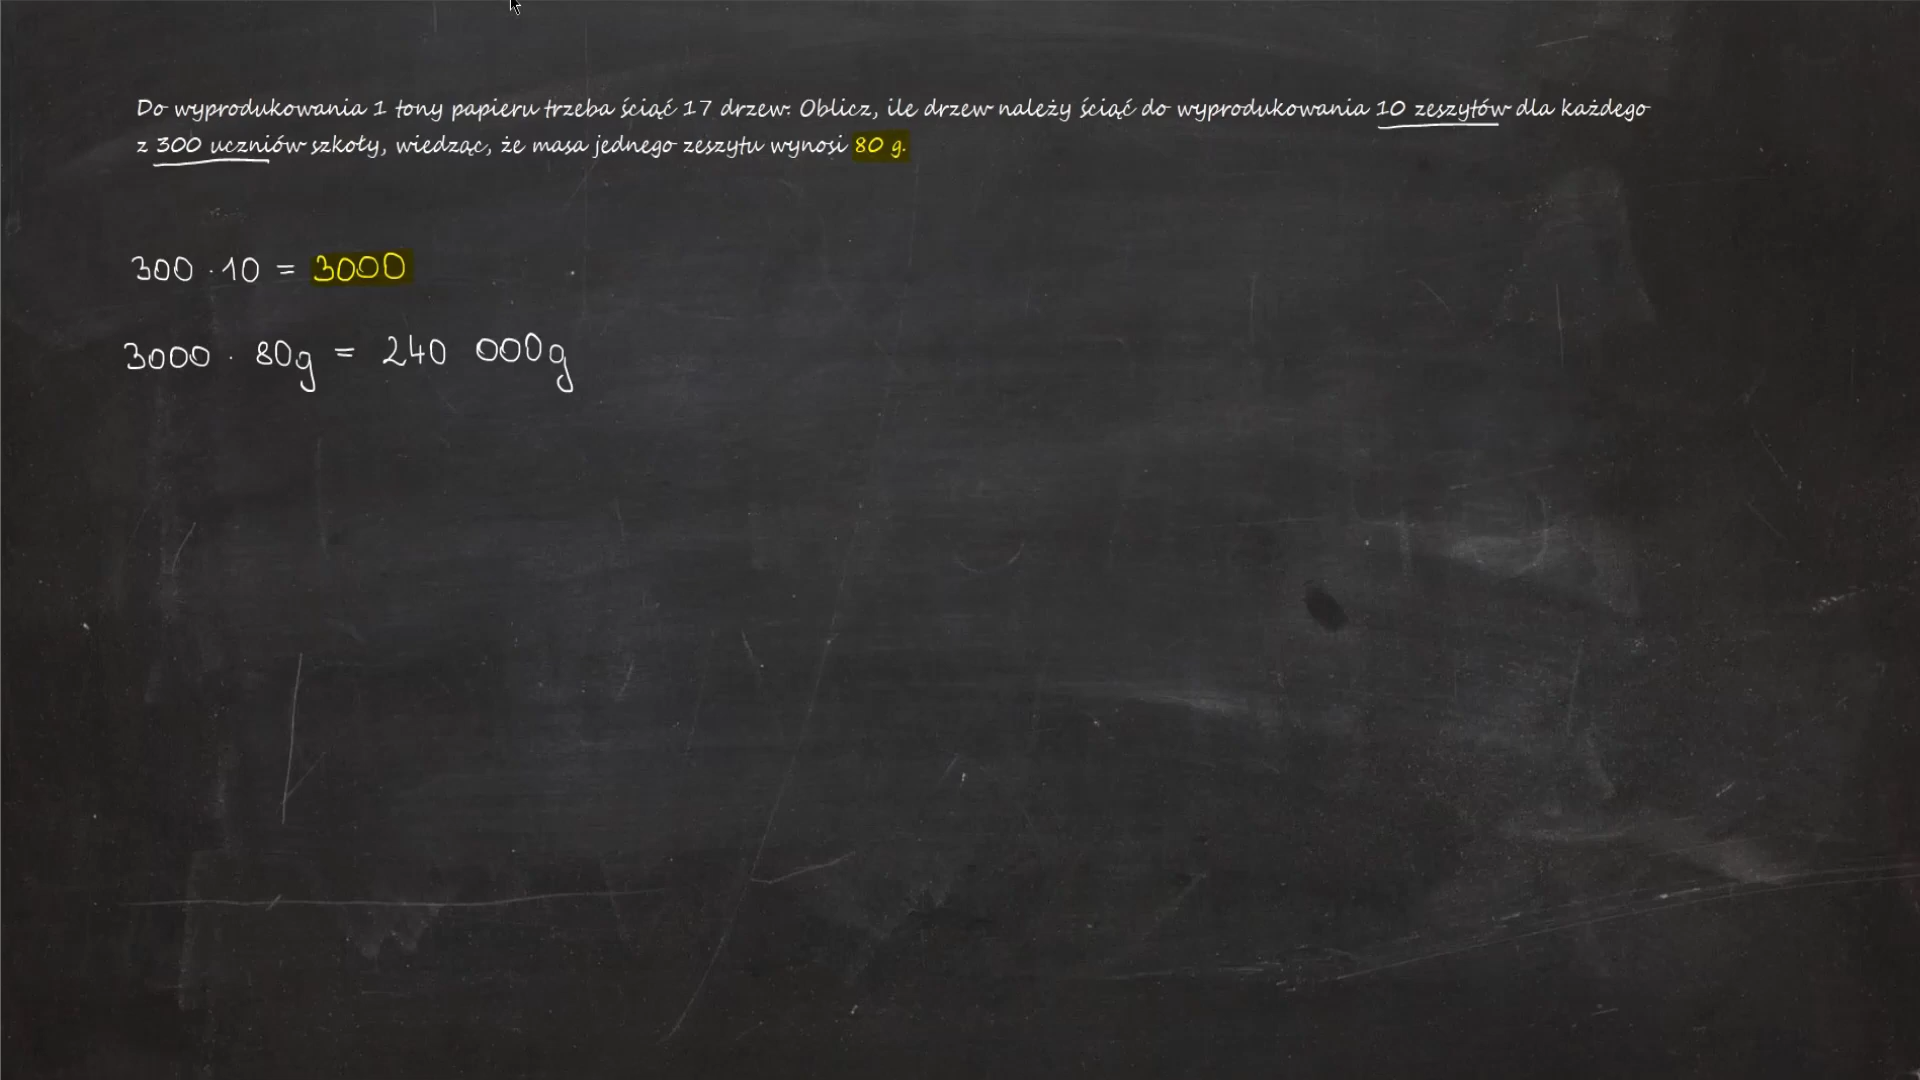 Do wyprodukowania 1 tony papieru trzeba ściąć 17 drzew. Oblicz, ile drzew należy ściąć do wyprodukowania 10 zeszytów dla każdego
z 300 uczniów szkoły, wiedząc, że masa jednego zeszytu wynosi 80 g.
300 · 10 = 3000
3000 · 80g = 240 000g